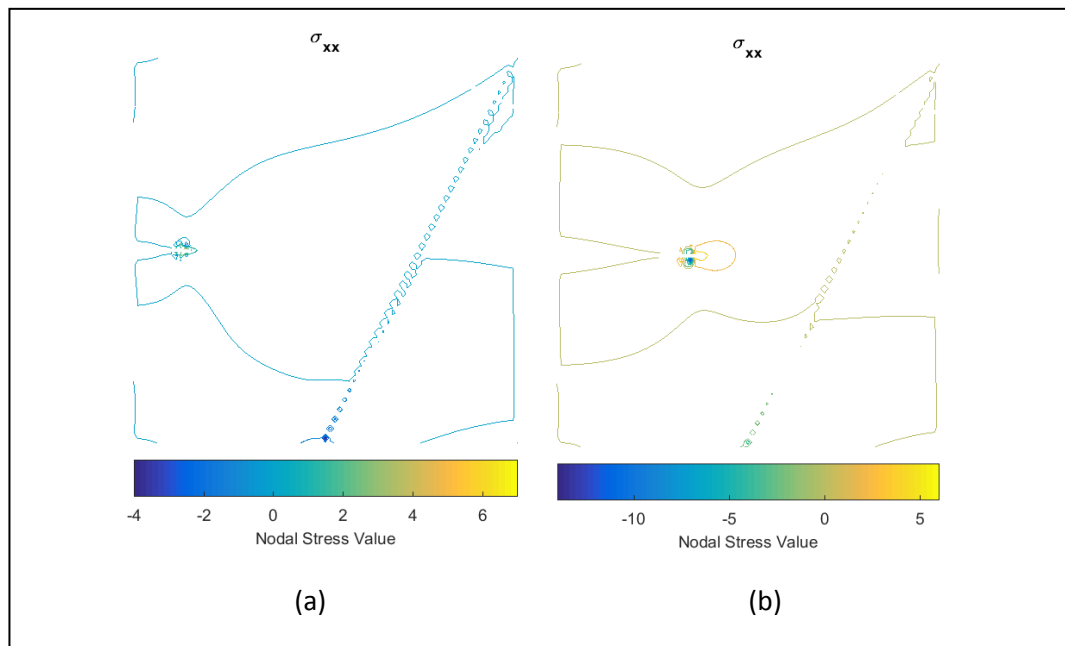 σxx
σxx
-4 -2 0 2 4 6
-10 -5 0 5
Nodal Stress Value
Nodal Stress Value
(a)
(b)